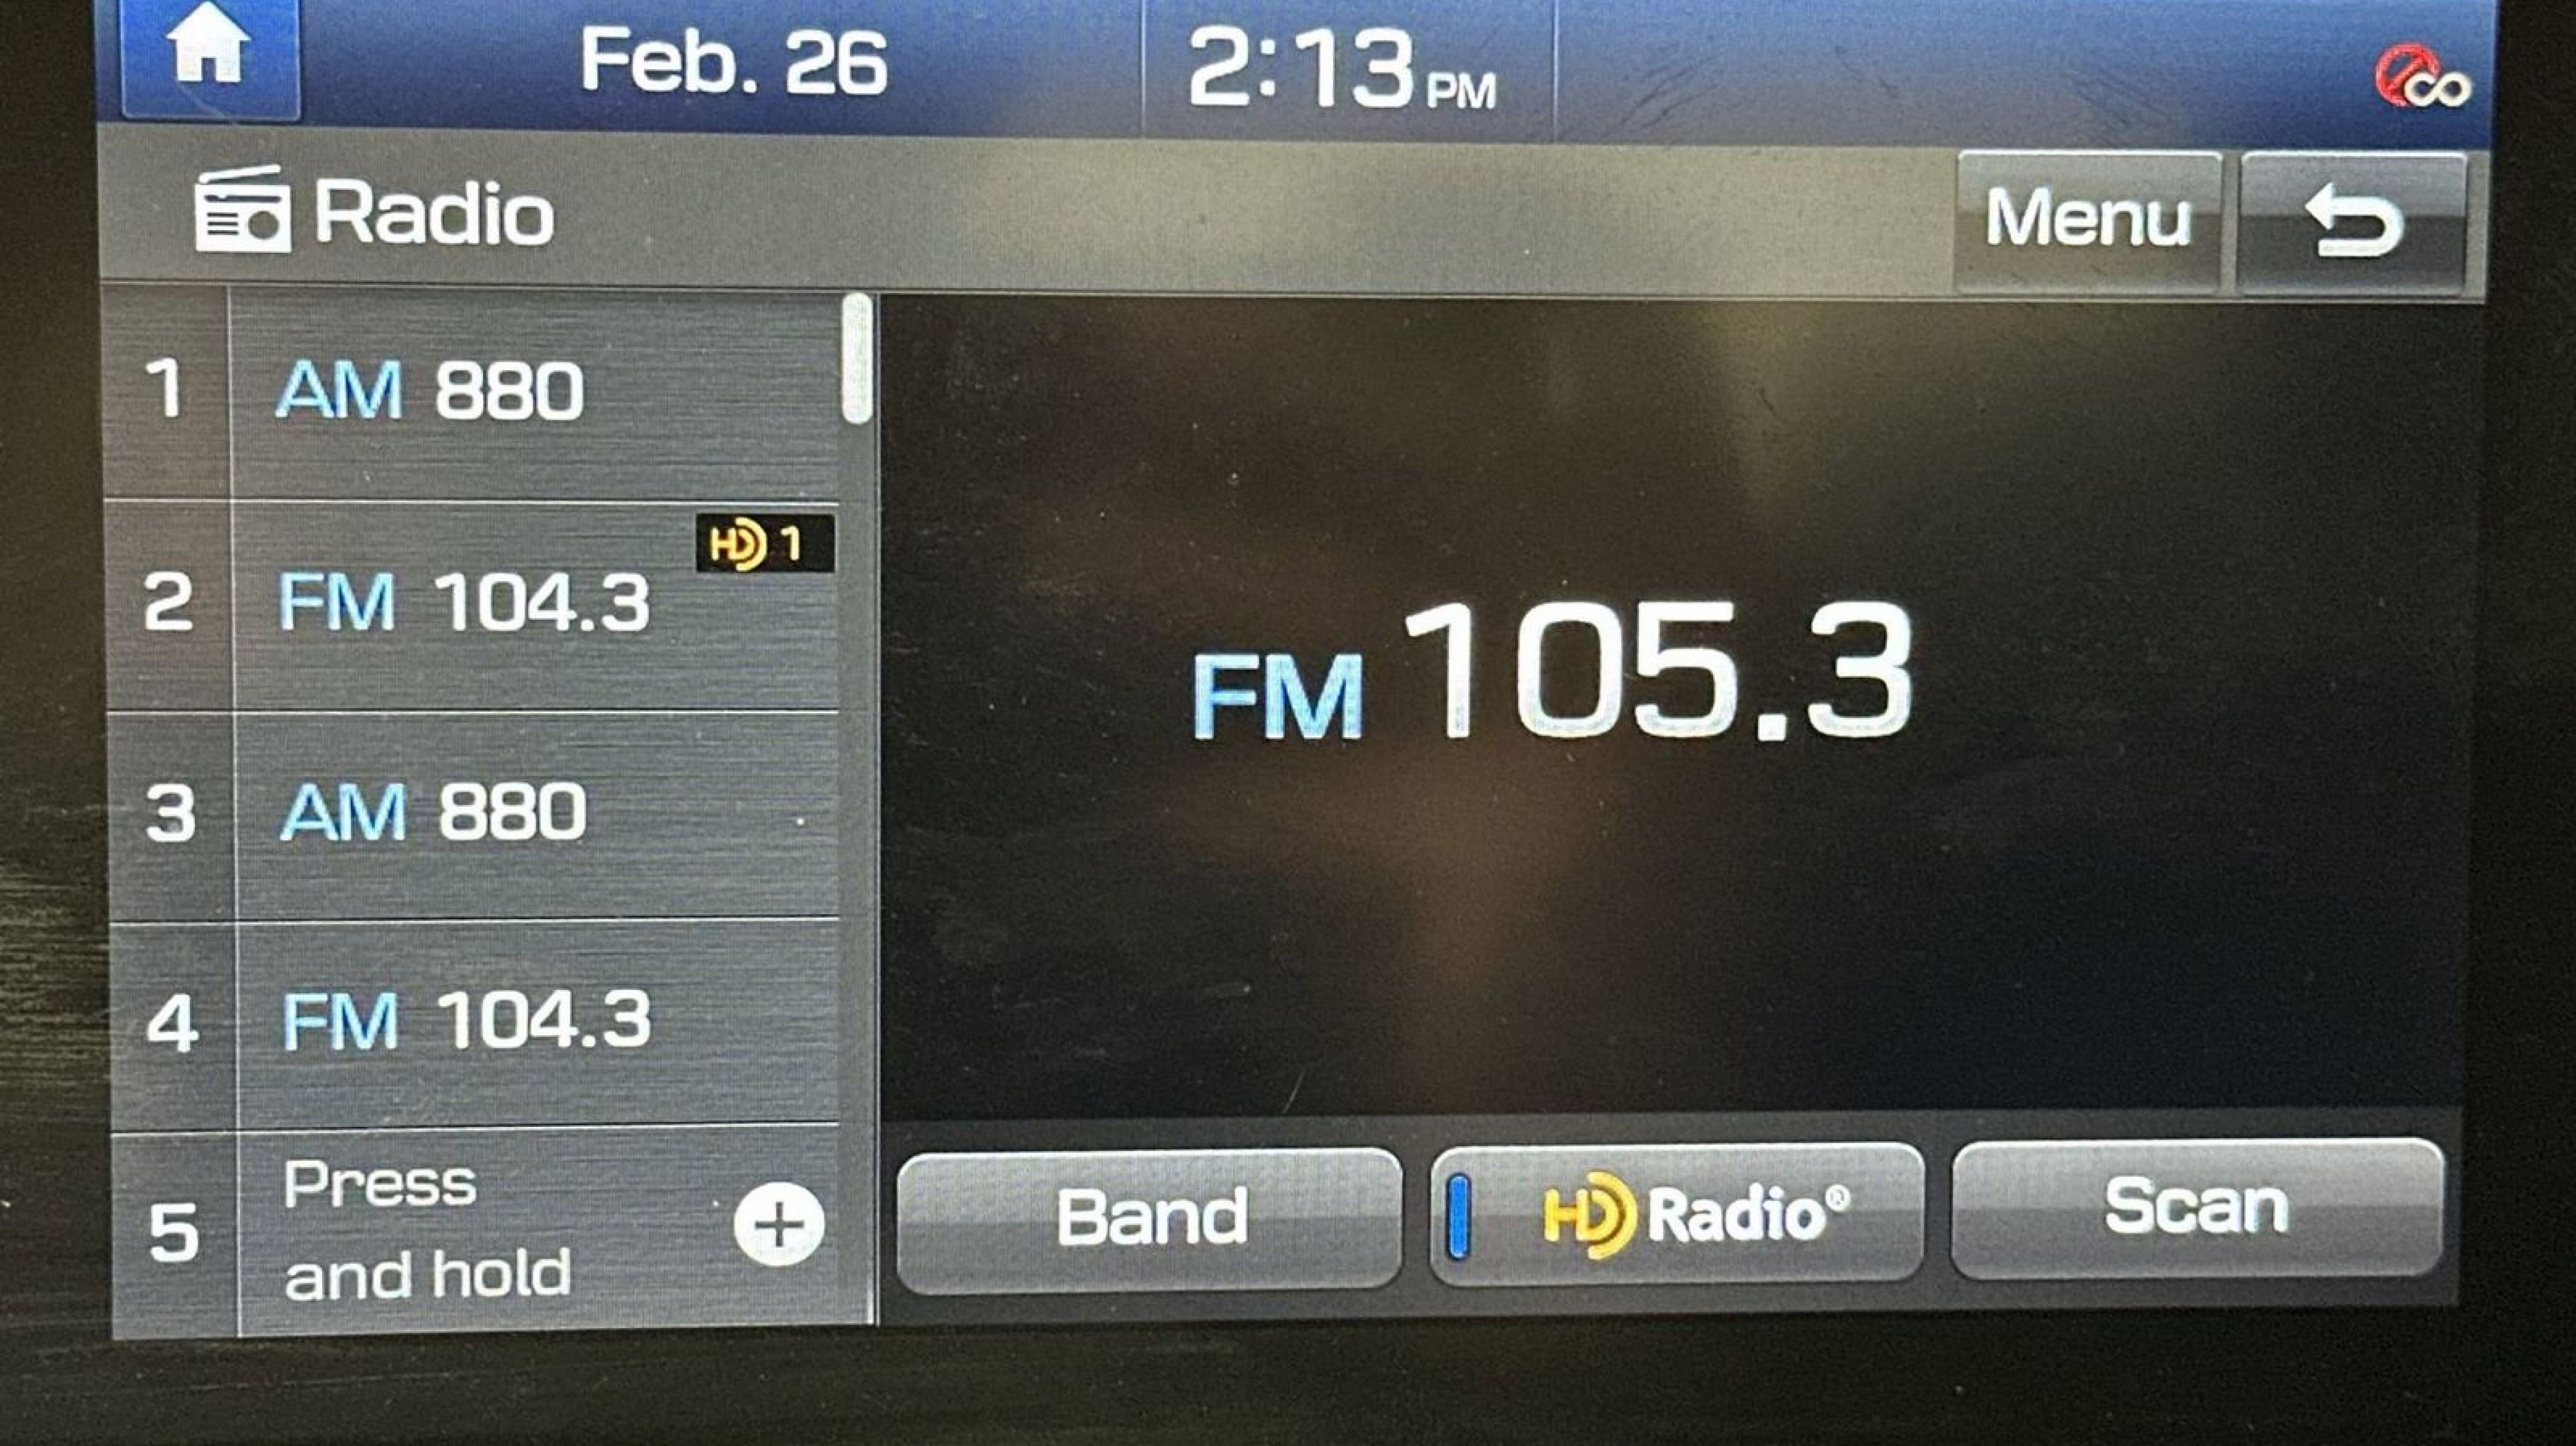 Feb. 26
2:13 PM
Radio
Menu
1 AM 880
HD 1
2 FM 104.3
3 AM 880
4 FM 104.3
5 Press
and hold
FM 105.3
Band
HD Radio®
Scan